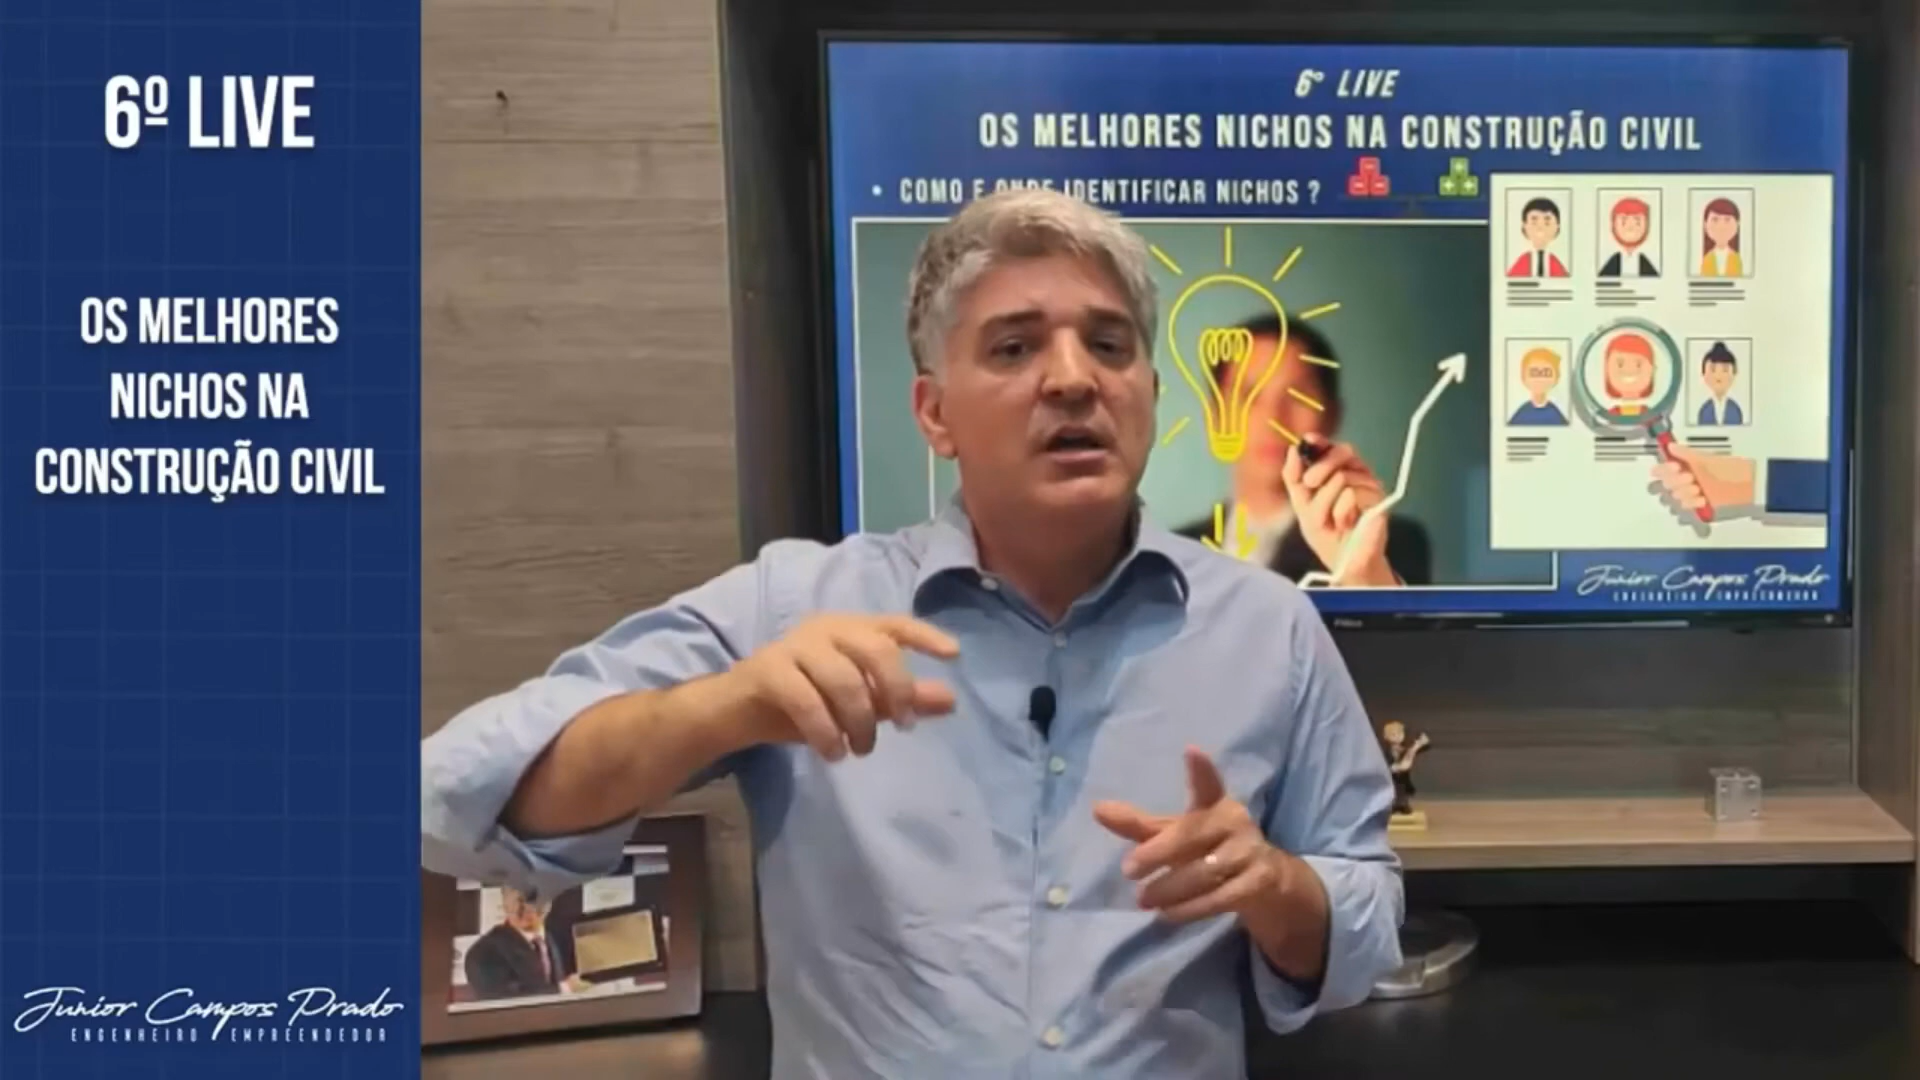 6º LIVE
OS MELHORES
NICHOS NA
CONSTRUÇÃO CIVIL
Junior Campos Prado
ENGENHEIRO EMPREENDEDOR
6º LIVE
OS MELHORES NICHOS NA CONSTRUÇÃO CIVIL
• COMO E ONDE IDENTIFICAR NICHOS ?
Junior Campos Prado
ENGENHEIRO EMPREENDEDOR